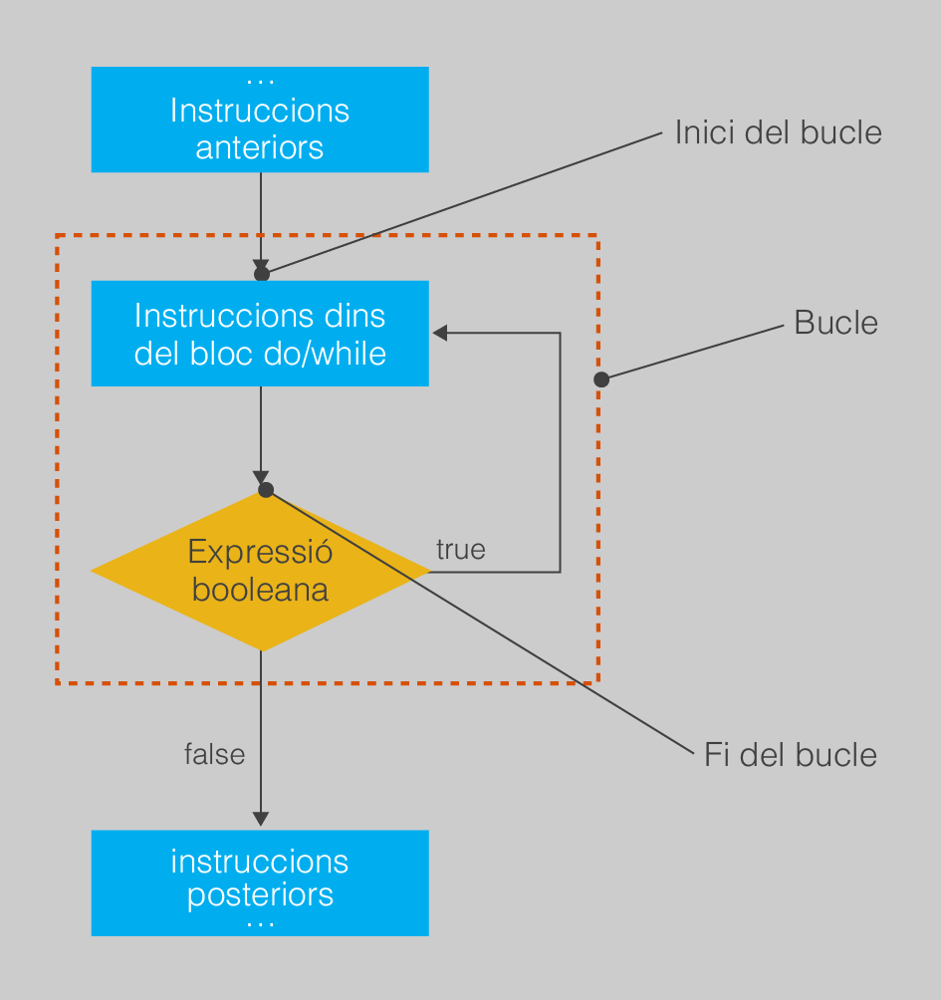 ...
Instruccions
anteriors
Inici del bucle
Instruccions dins
del bloc do/while
Bucle
Expressió
booleana
true
false
Fi del bucle
instruccions
posteriors
...